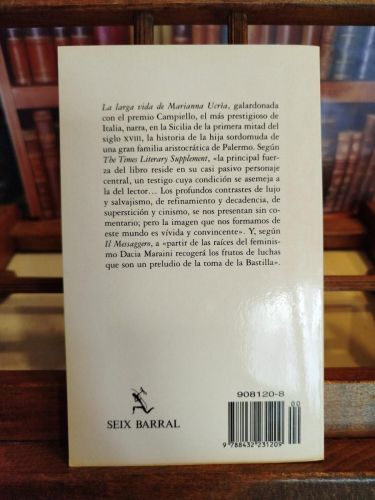 La larga vida de Marianna Ucrìa, galardonada
con el premio Campiello, el más prestigioso de
Italia, narra, en la Sicilia de la primera mitad del
siglo XVIII, la historia de la hija sordomuda de
una gran familia aristocrática de Palermo. Según
The Times Literary Supplement, «la principal fuer-
za del libro reside en su casi pasivo personaje
central, un testigo cuya condición se asemeja a
la del lector... Los profundos contrastes de lujo
y salvajismo, de refinamiento y decadencia, de
superstición y cinismo, se nos presentan sin co-
mentario; pero la imagen que nos formamos de
este mundo es vívida y convincente». Y, según
Il Messaggero, a «partir de las raíces del feminis-
mo Dacia Maraini recogerá los frutos de luchas
que son un preludio de la toma de la Bastilla».
908120-8
00
9 788432 231209
SEIX BARRAL